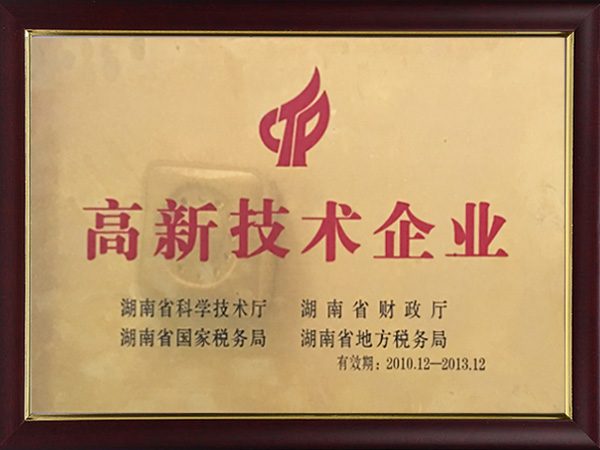 CTP
高新技术企业
湖南省科学技术厅 湖南省财政厅
湖南省国家税务局 湖南省地方税务局
有效期：2010.12—2013.12